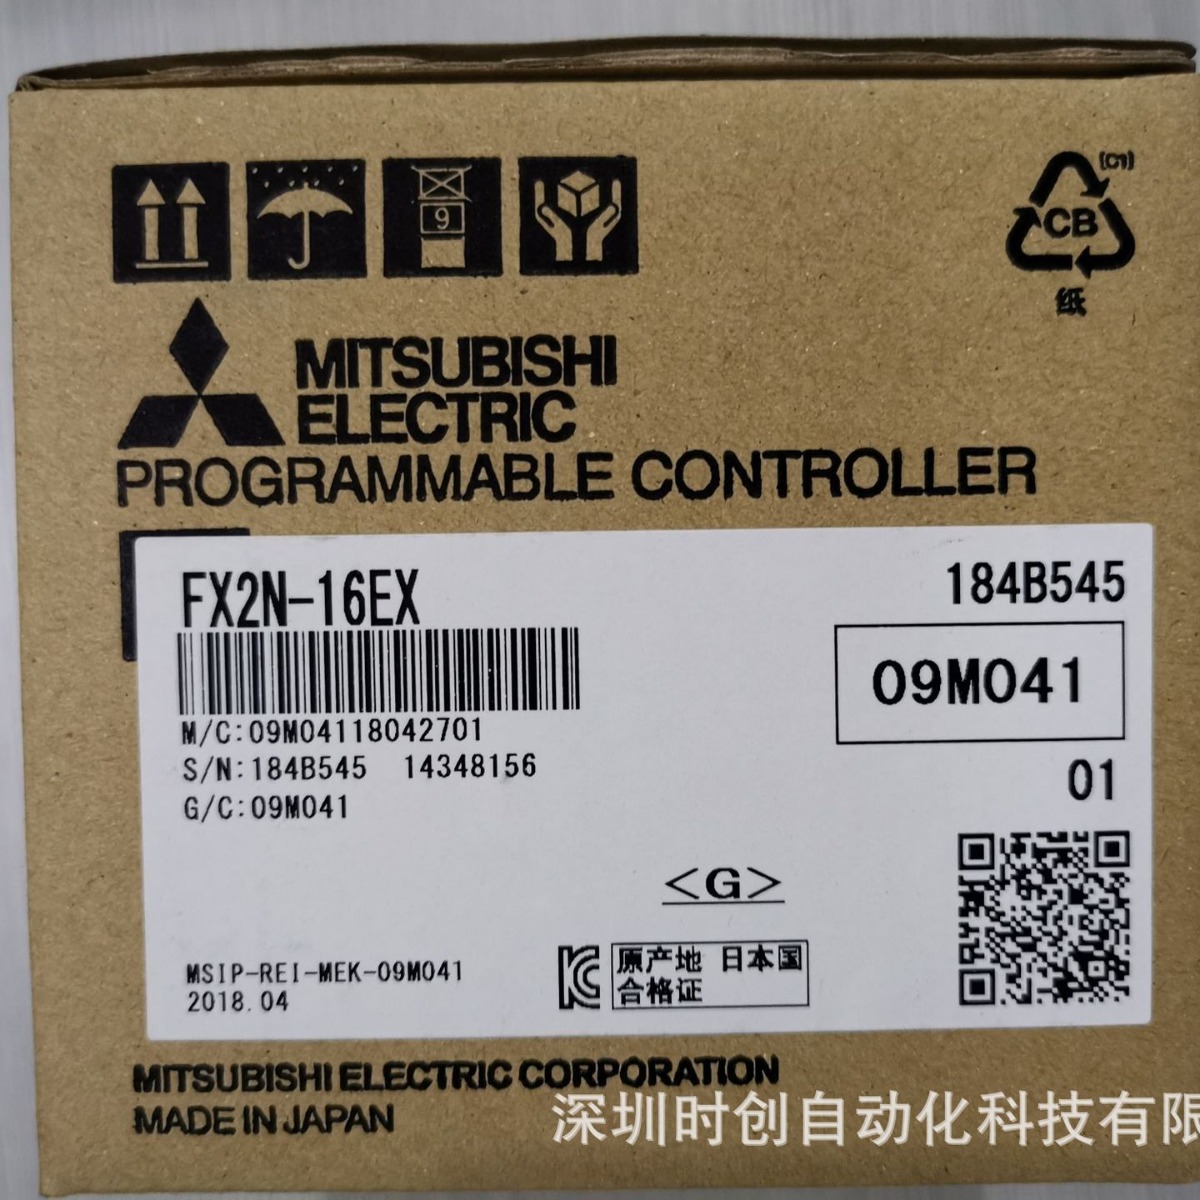 9
(C1)
CB
纸
MITSUBISHI
ELECTRIC
PROGRAMMABLE CONTROLLER
FX2N-16EX
184B545
09M041
M/C:09M04118042701
S/N:184B545 14348156
G/C:09M041
01
<G>
MSIP-REI-MEK-09M041
2018.04
原产地 日本国
合格证
MITSUBISHI ELECTRIC CORPORATION
MADE IN JAPAN
深圳时创自动化科技有限